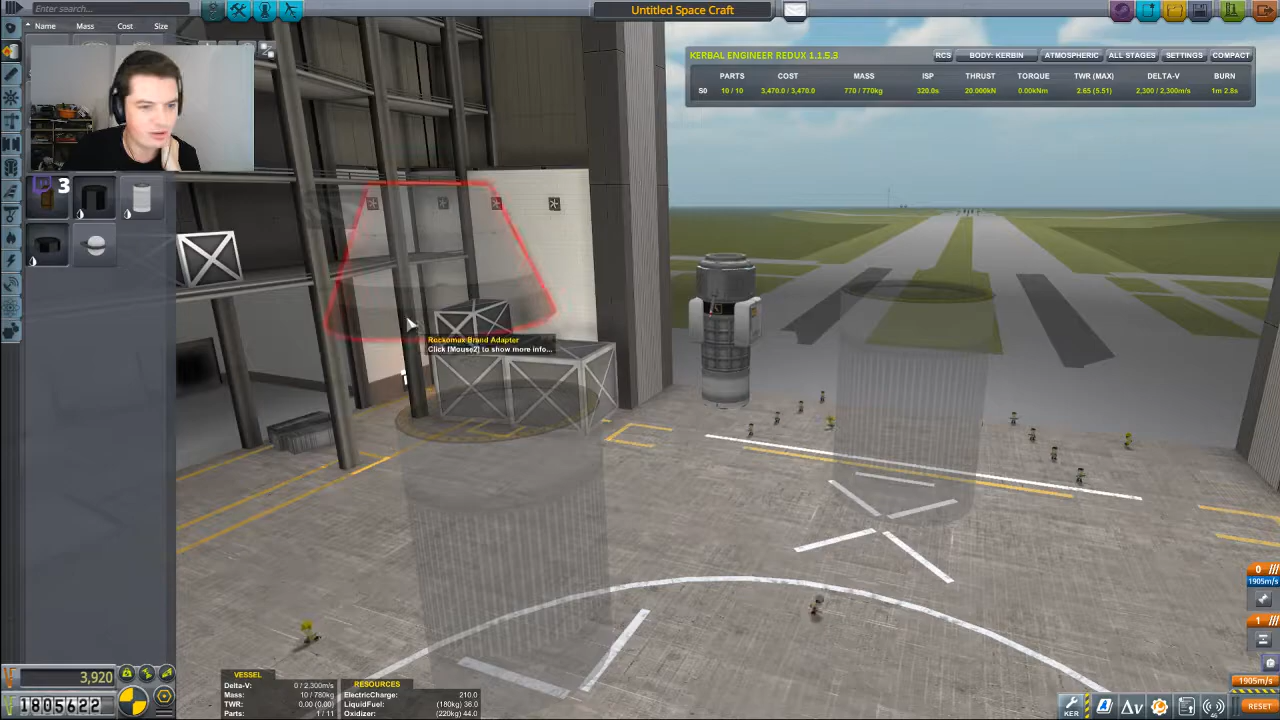 Enter search...
Untitled Space Craft
Name Mass Cost Size
KERBAL ENGINEER REDUX 1.1.5.3 RCS BODY: KERBIN ATMOSPHERIC ALL STAGES SETTINGS COMPACT
PARTS COST MASS ISP THRUST TORQUE TWR (MAX) DELTA-V BURN
S0 10 / 10 3,470.0 / 3,470.0 770 / 770kg 320.0s 20.000kN 0.00kNm 2.65 (5.51) 2,300 / 2,300m/s 1m 2.8s
3
Rockomax Brand Adapter
Click [Mouse2] to show more info...
0
1905m/s
1
3,920
1805622
VESSEL
Delta-V: 0 / 2,300m/s
Mass: 10 / 780kg
TWR: 0.00 (0.00)
Parts: 1 / 11
RESOURCES
ElectricCharge: 210.0
LiquidFuel: (180kg) 36.0
Oxidizer: (220kg) 44.0
1905m/s
KER
Δv
RESET